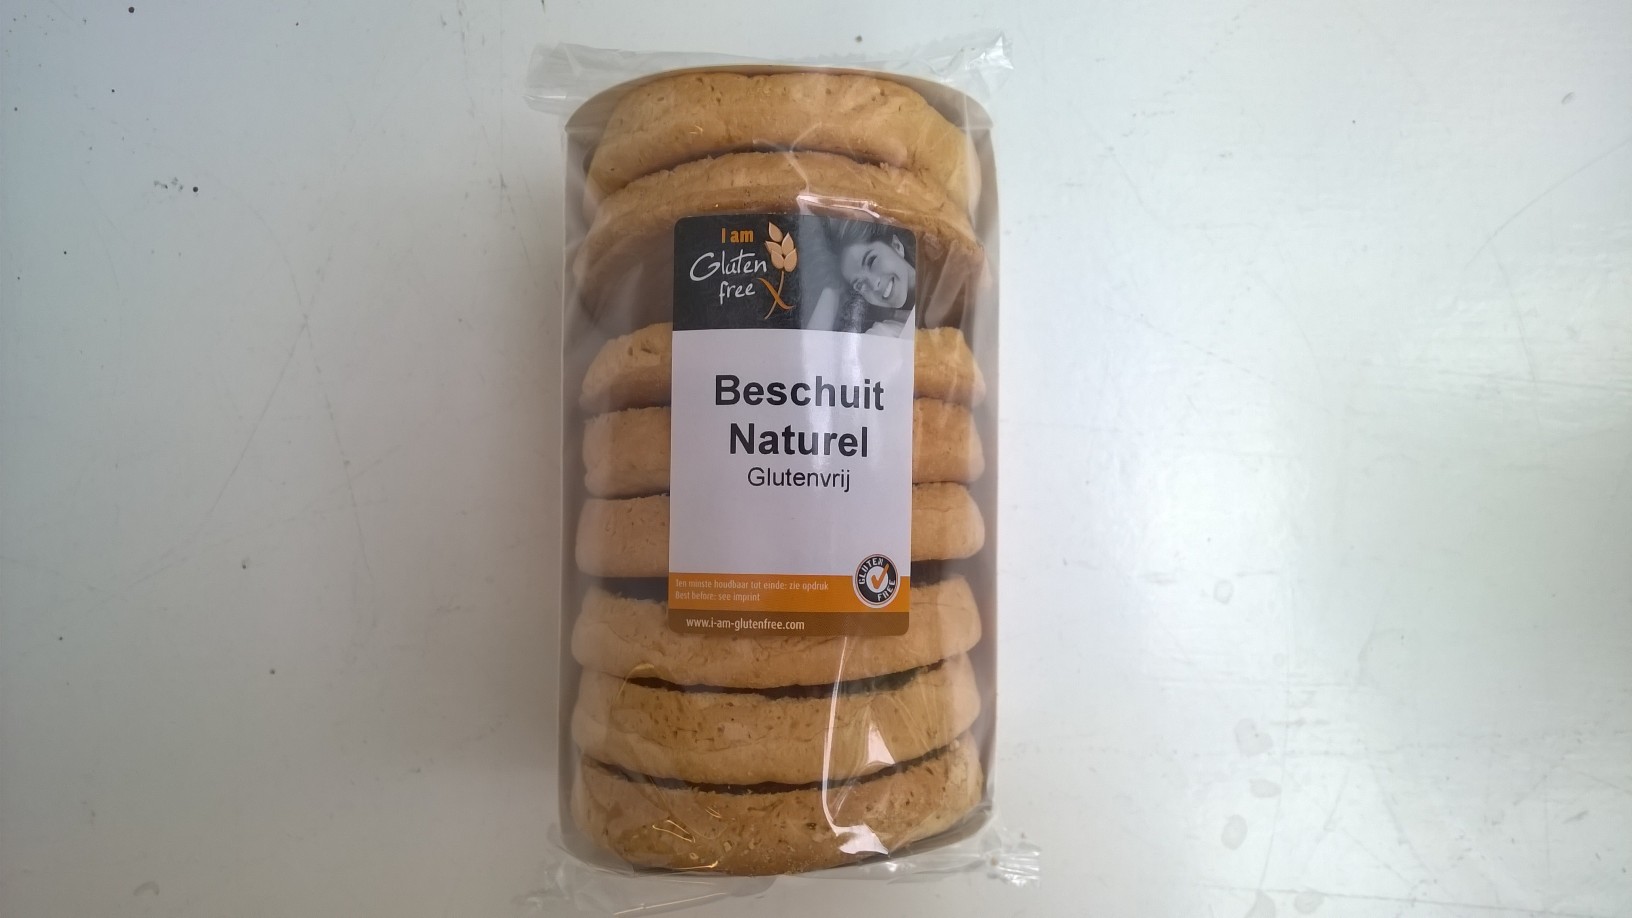 I am
Gluten
free
Beschuit
Naturel
Glutenvrij
Ten minste houdbaar tot einde: zie opdruk
Best before: see imprint
GLUTEN
FREE
www.i-am-glutenfree.com